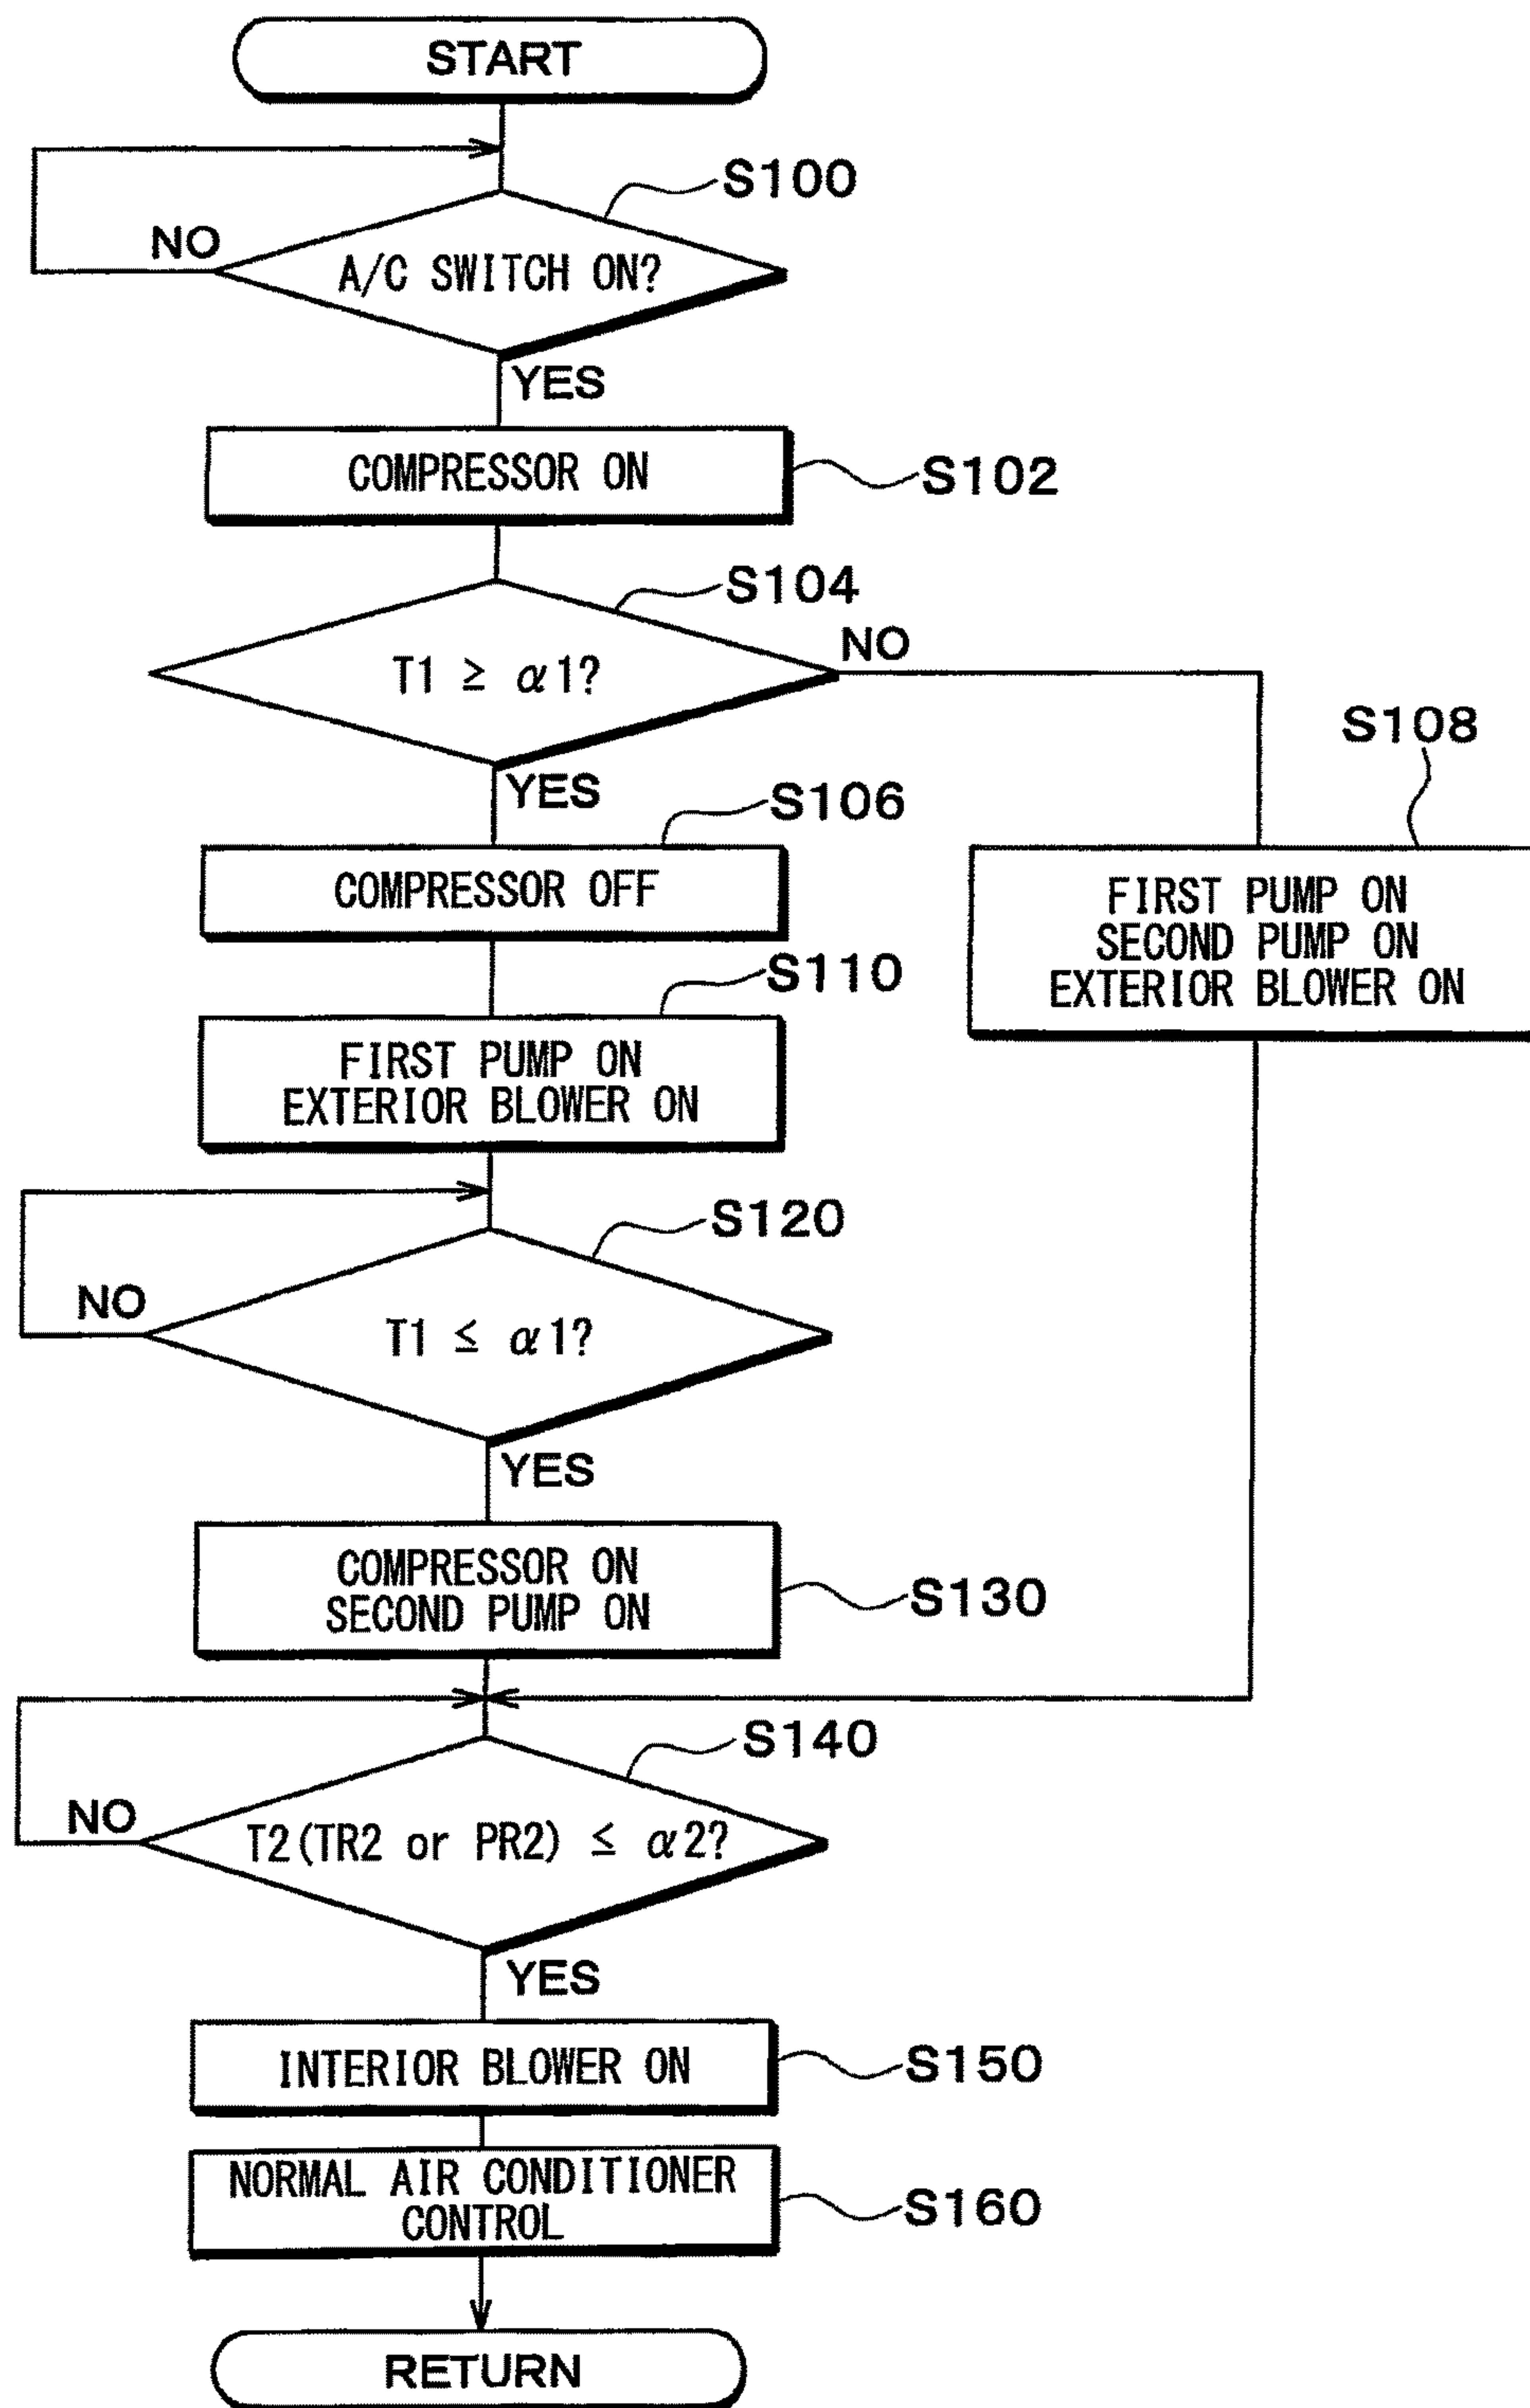 START
S100
NO
A/C SWITCH ON?
YES
COMPRESSOR ON
S102
S104
NO
T1 ≥ α1?
S108
YES
S106
COMPRESSOR OFF
FIRST PUMP ON
SECOND PUMP ON
EXTERIOR BLOWER ON
S110
FIRST PUMP ON
EXTERIOR BLOWER ON
S120
NO
T1 ≤ α1?
YES
COMPRESSOR ON
SECOND PUMP ON
S130
S140
NO
T2(TR2 or PR2) ≤ α2?
YES
INTERIOR BLOWER ON
S150
NORMAL AIR CONDITIONER
CONTROL
S160
RETURN